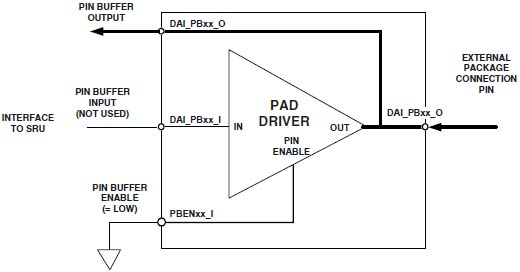 PIN BUFFER
OUTPUT
DAI_PBxx_O
PIN BUFFER
INPUT
(NOT USED)
INTERFACE
TO SRU
DAI_PBxx_I
IN
PAD
DRIVER
OUT
PIN
ENABLE
EXTERNAL
PACKAGE
CONNECTION
PIN
DAI_PBxx_O
PIN BUFFER
ENABLE
(= LOW)
PBENxx_I